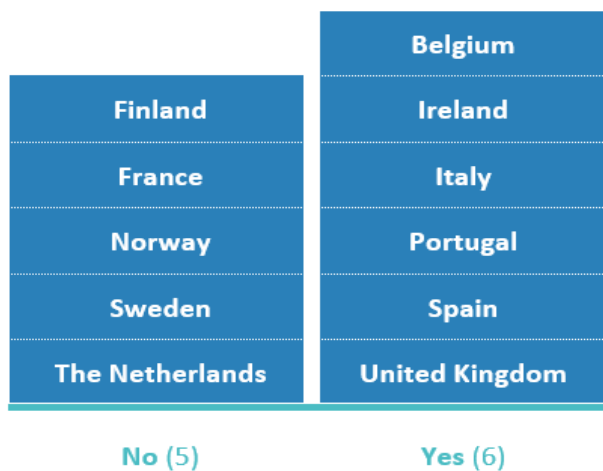 Belgium
Finland
Ireland
France
Italy
Norway
Portugal
Sweden
Spain
The Netherlands
United Kingdom
No (5)
Yes (6)